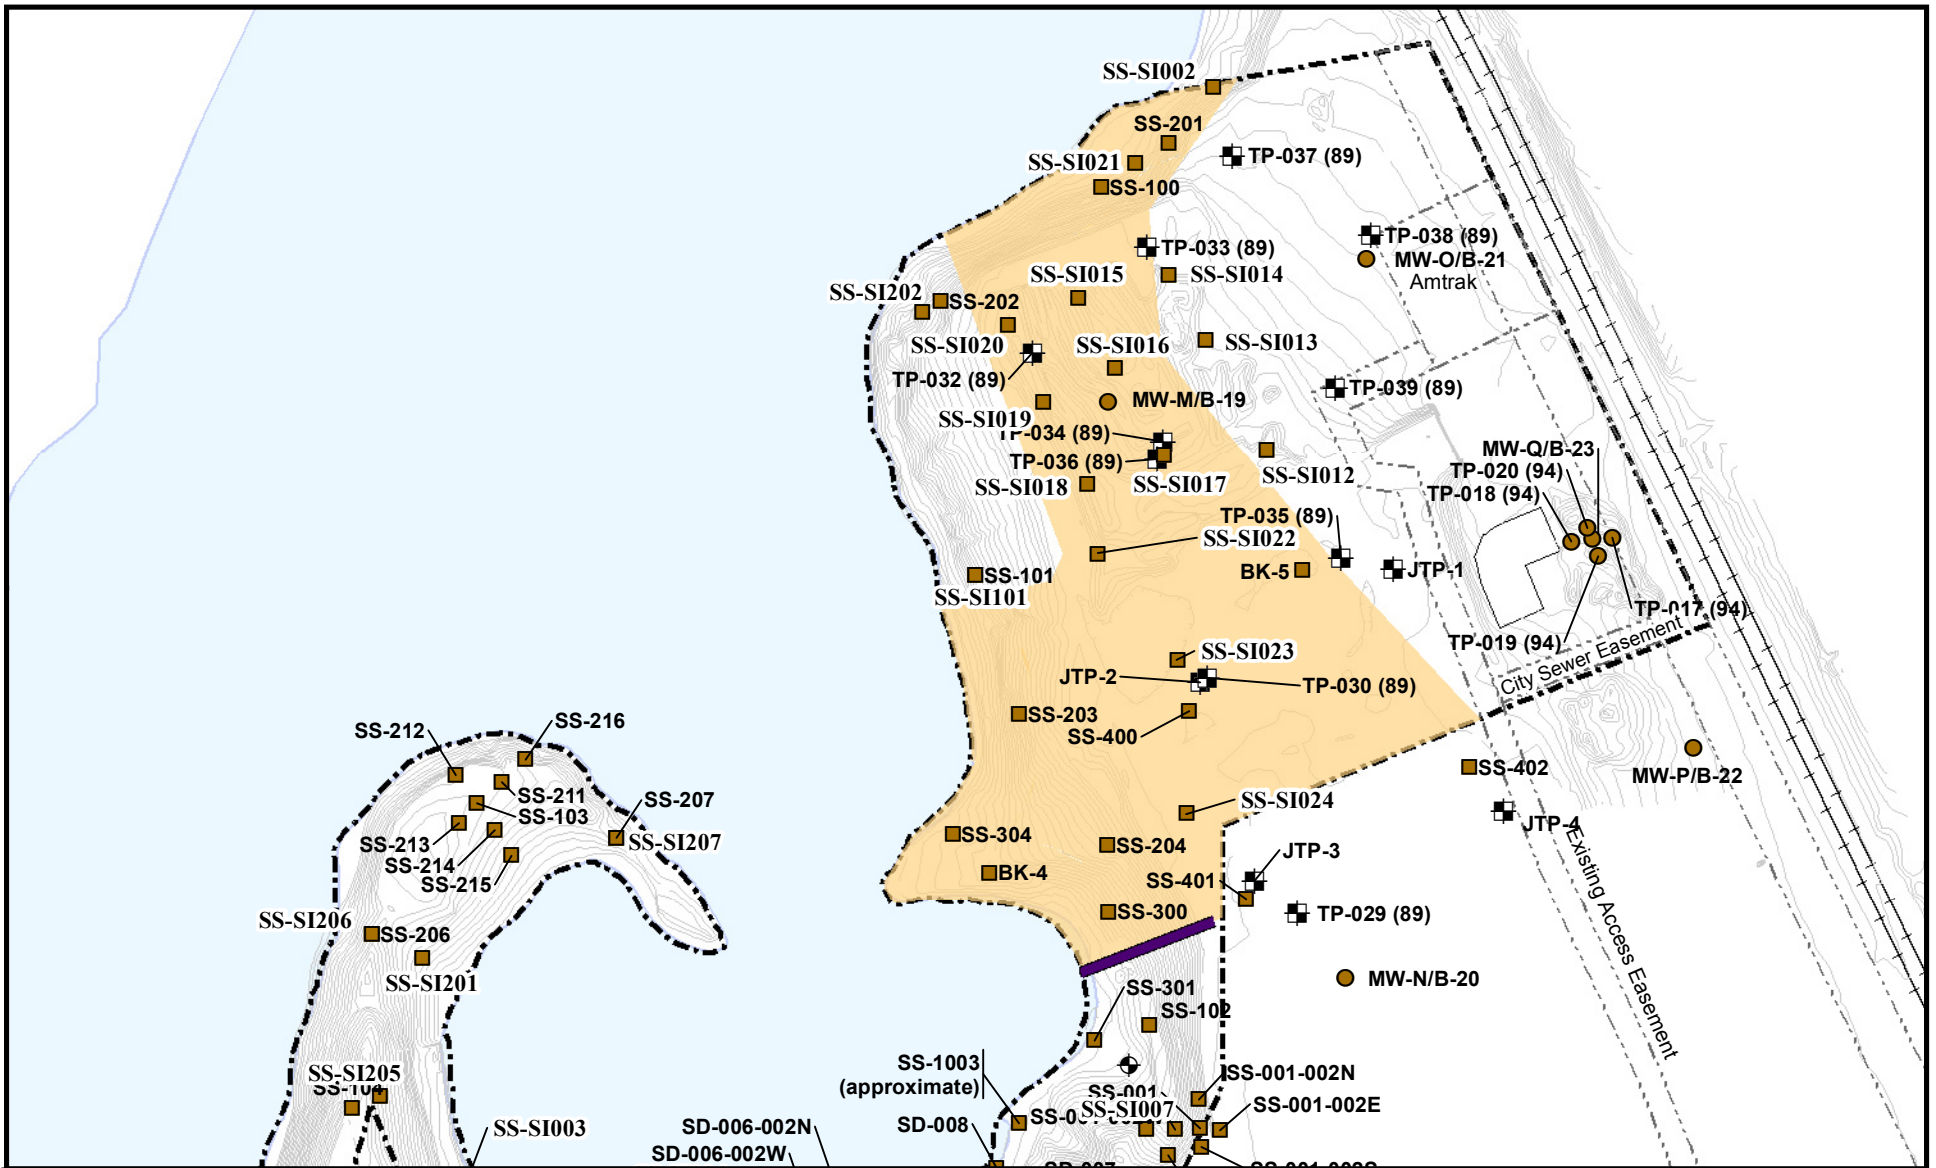 SS-SI002
SS-201
SS-SI021
TP-037 (89)
SS-100
TP-038 (89)
TP-033 (89)
MW-O/B-21
Amtrak
SS-SI015
SS-SI014
SS-SI202
SS-202
SS-SI020
SS-SI016
SS-SI013
TP-032 (89)
TP-039 (89)
MW-M/B-19
SS-SI019
TP-034 (89)
MW-Q/B-23
TP-036 (89)
TP-020 (94)
SS-SI018
SS-SI017
SS-SI012
TP-018 (94)
TP-035 (89)
SS-SI022
BK-5
JTP-1
SS-101
SS-SI101
TP-017 (94)
TP-019 (94)
City Sewer Easement
SS-SI023
JTP-2
TP-030 (89)
SS-203
SS-400
SS-216
SS-212
SS-402
MW-P/B-22
SS-211
SS-207
SS-103
SS-SI024
JTP-4
SS-213
SS-SI207
SS-304
SS-204
JTP-3
SS-214
SS-215
BK-4
SS-401
SS-300
TP-029 (89)
SS-SI206
SS-206
SS-SI201
MW-N/B-20
Existing Access Easement
SS-301
SS-102
SS-1003
(approximate)
SS-SI205
SS-104
SS-001-002N
SS-001
SS-SI007
SS-001-002E
SD-008
SS-SI003
SD-006-002N
SD-006-002W